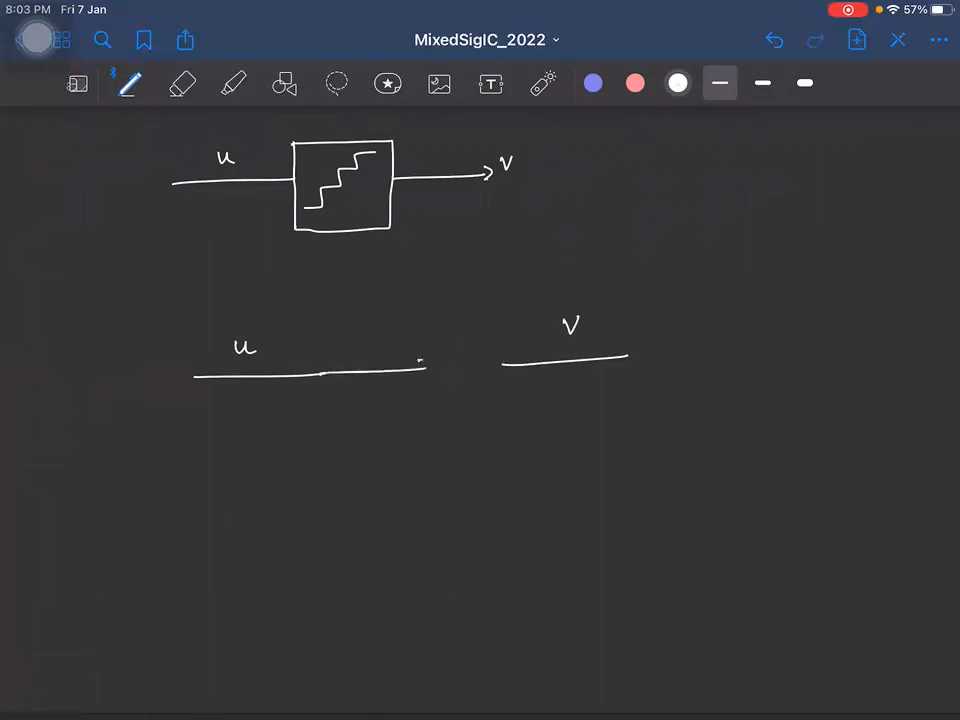 8:03 PM Fri 7 Jan 57%
MixedSigIC_2022
T
u V
V
u